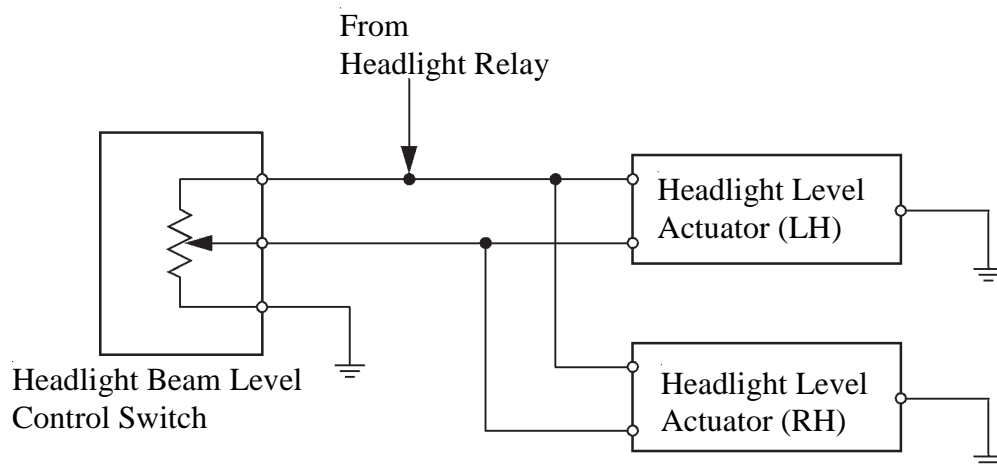 From
Headlight Relay
Headlight Level
Actuator (LH)
Headlight Beam Level
Control Switch
Headlight Level
Actuator (RH)